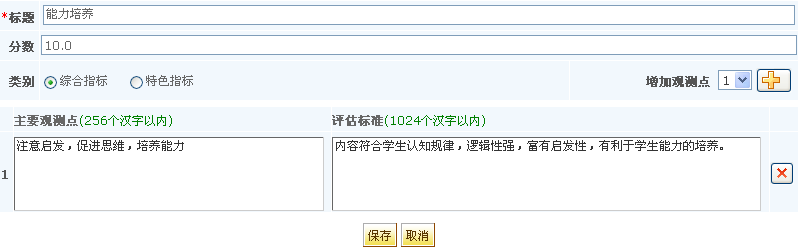 *标题 能力培养
分数 10.0
类别 综合指标 特色指标 增加观测点 1
主要观测点(256个汉字以内) 评估标准(1024个汉字以内)
1 注意启发，促进思维，培养能力 内容符合学生认知规律，逻辑性强，富有启发性，有利于学生能力的培养。
保存 取消